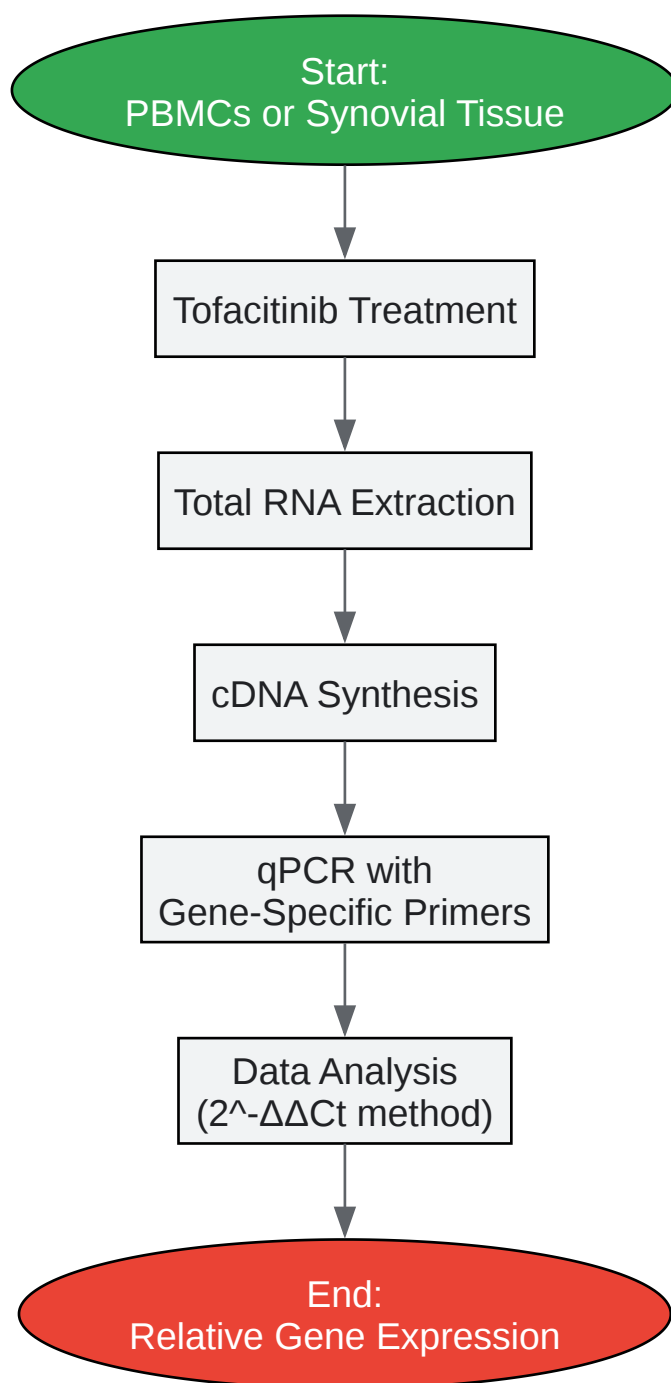 Start:
PBMCs or Synovial Tissue
Tofacitinib Treatment
Total RNA Extraction
cDNA Synthesis
qPCR with
Gene-Specific Primers
Data Analysis
(2^-ΔΔCt method)
End:
Relative Gene Expression